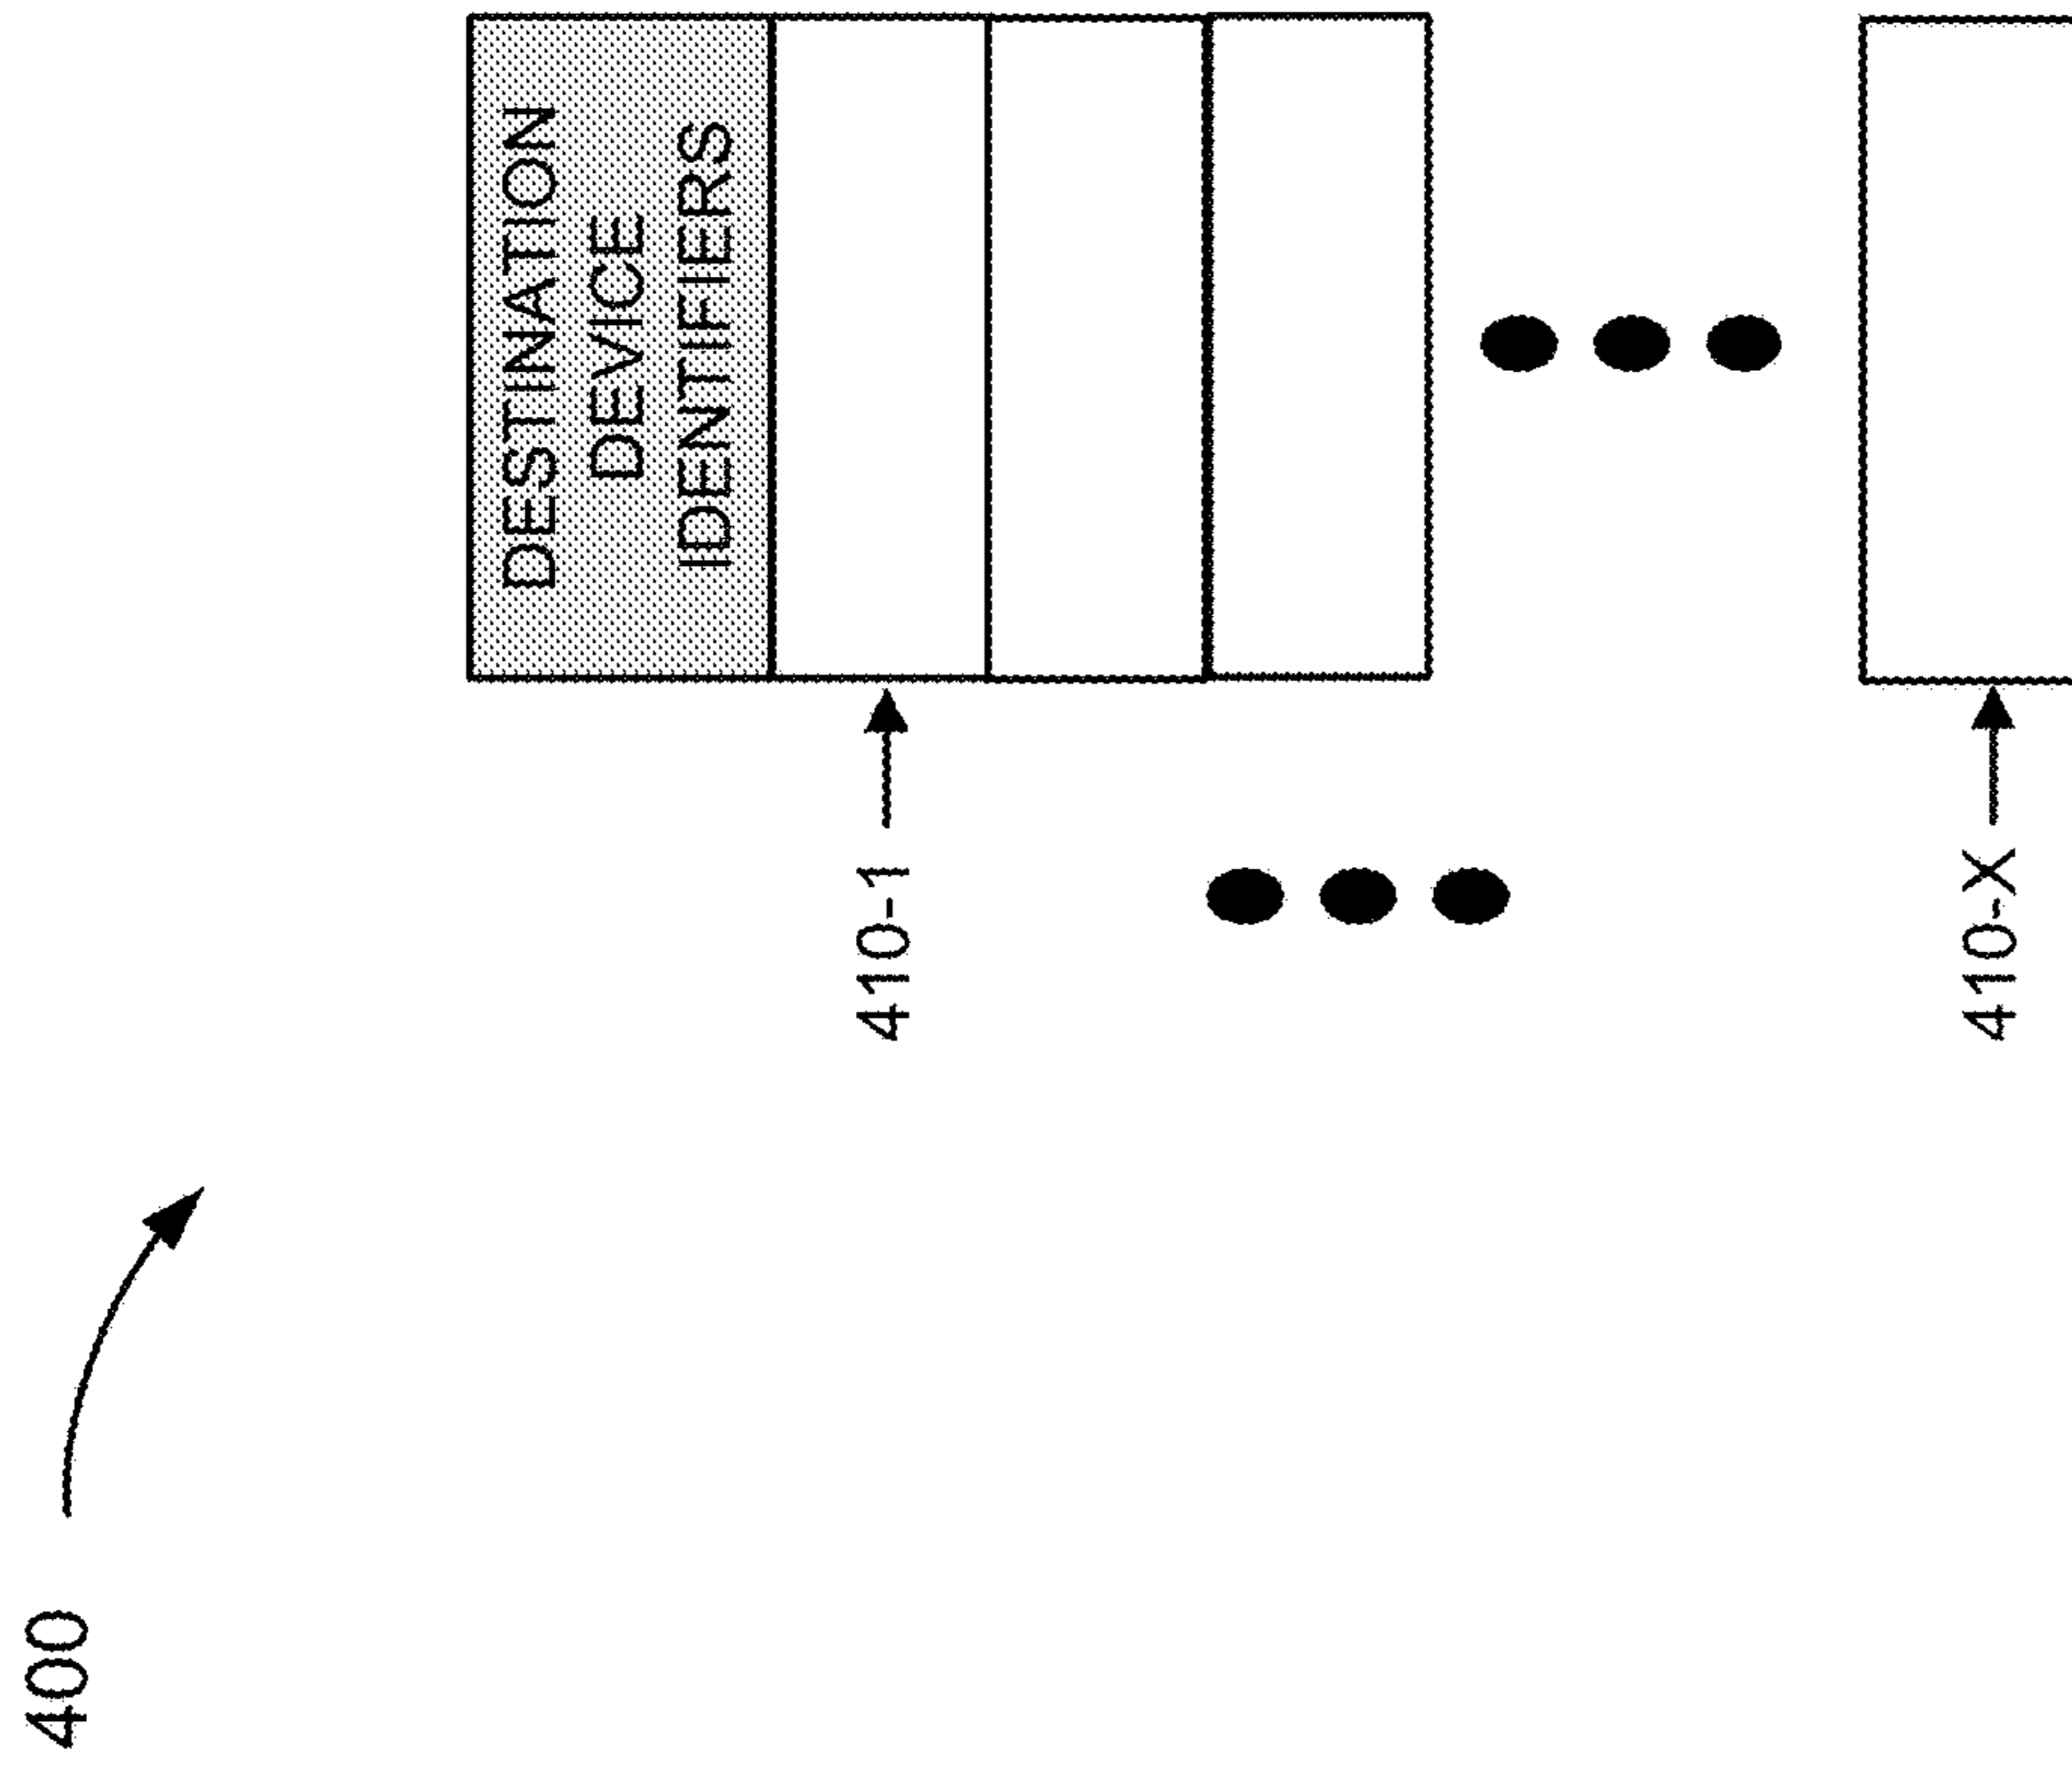 400
DESTINATION
DEVICE
IDENTIFIERS
410-1
410-X